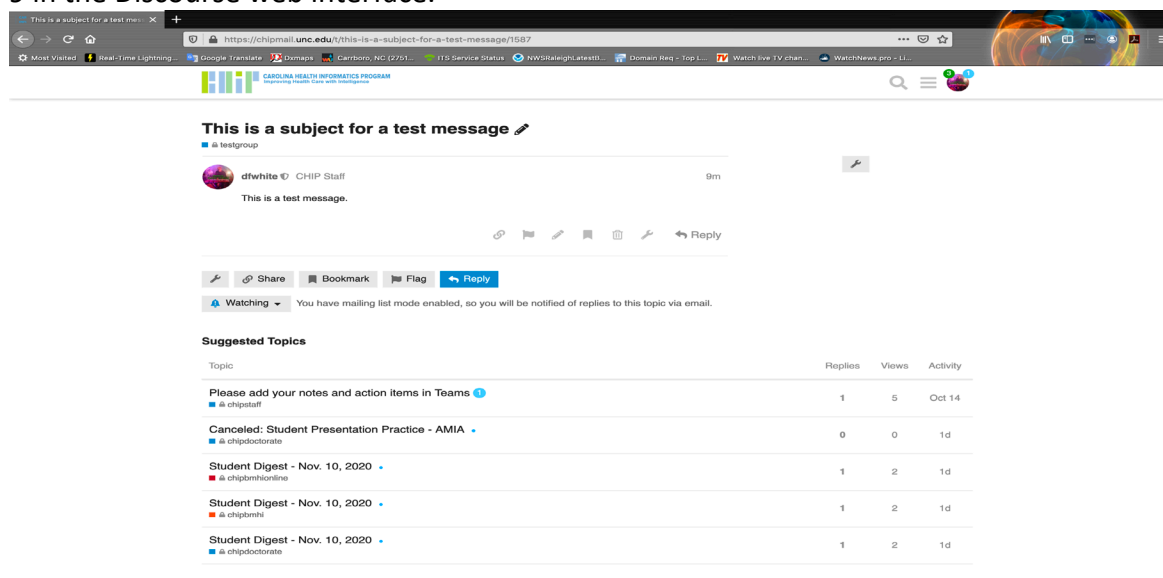 9 in the Discourse web interface.
This is a subject for a test mess
https://chipmail.unc.edu/t/this-is-a-subject-for-a-test-message/1587
Most Visited Real-Time Lightning... Google Translate Dxmaps Carrboro, NC (2751... ITS Service Status NWSRaleighLatestB... Domain Req - Top L... Watch live TV chan... WatchNews.pro - Li...
CAROLINA HEALTH INFORMATICS PROGRAM
Improving Health Care with Intelligence
3 1
This is a subject for a test message
testgroup
dfwhite CHIP Staff 9m
This is a test message.
Reply
Share Bookmark Flag Reply
Watching You have mailing list mode enabled, so you will be notified of replies to this topic via email.
Suggested Topics
Topic Replies Views Activity
Please add your notes and action items in Teams 1 1 5 Oct 14
chipstaff
Canceled: Student Presentation Practice - AMIA 0 0 1d
chipdoctorate
Student Digest - Nov. 10, 2020 1 2 1d
chipbmhionline
Student Digest - Nov. 10, 2020 1 2 1d
chipbmhi
Student Digest - Nov. 10, 2020 1 2 1d
chipdoctorate